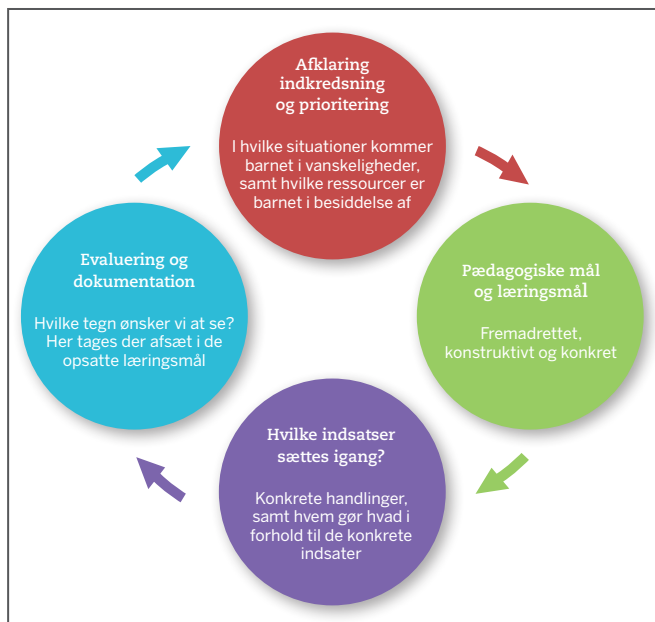 Afklaring
indkredsning
og prioritering
I hvilke situationer kommer
barnet i vanskeligheder,
samt hvilke ressourcer er
barnet i besiddelse af
Pædagogiske mål
og læringsmål
Fremadrettet,
konstruktivt og konkret
Hvilke indsatser
sættes igang?
Konkrete handlinger,
samt hvem gør hvad i
forhold til de konkrete
indsater
Evaluering og
dokumentation
Hvilke tegn ønsker vi at se?
Her tages der afsæt i de
opsatte læringsmål